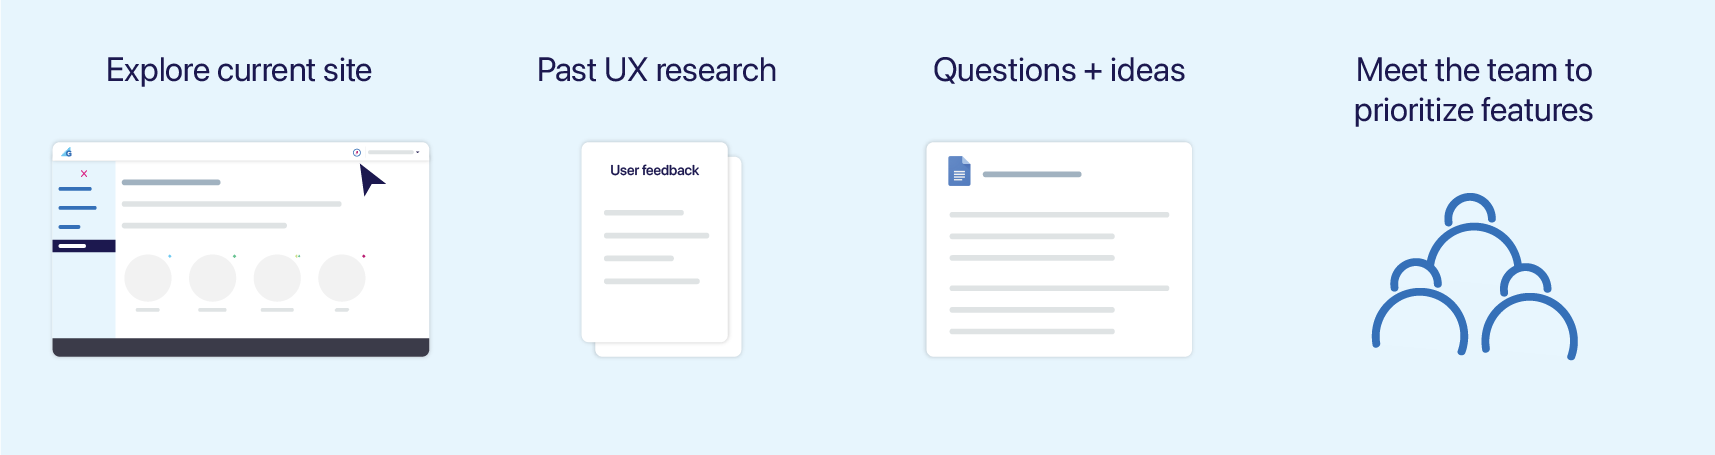 Explore current site
Past UX research
Questions + ideas
Meet the team to
prioritize features
G
X
User feedback